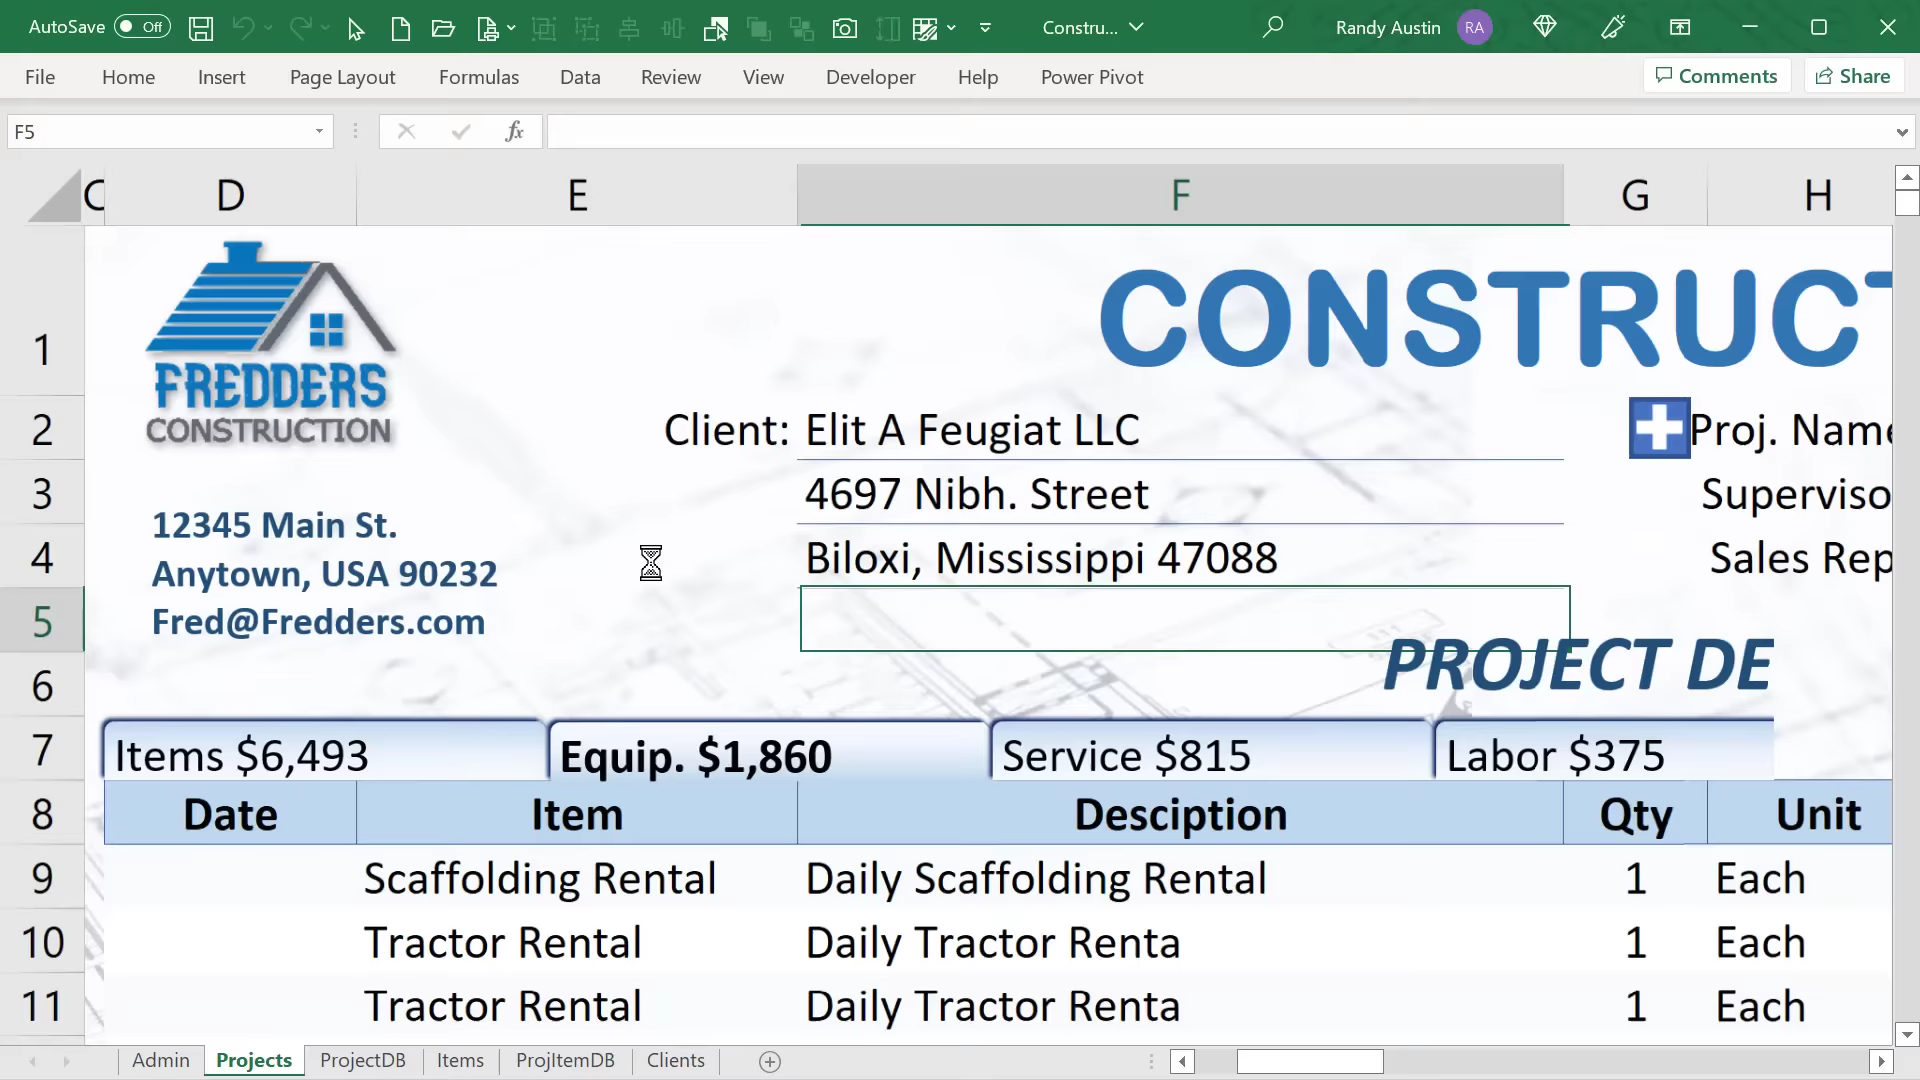 AutoSave Off Constru... Randy Austin RA
File Home Insert Page Layout Formulas Data Review View Developer Help Power Pivot Comments Share
F5 fx
C D E F G H
1 CONSTRUCT
FREDDERS
CONSTRUCTION
2 Client: Elit A Feugiat LLC Proj. Name
3 4697 Nibh. Street Superviso
12345 Main St.
4 Biloxi, Mississippi 47088 Sales Rep
Anytown, USA 90232
5 Fred@Fredders.com
6 PROJECT DE
7 Items $6,493 Equip. $1,860 Service $815 Labor $375
8 Date Item Desciption Qty Unit
9 Scaffolding Rental Daily Scaffolding Rental 1 Each
10 Tractor Rental Daily Tractor Renta 1 Each
11 Tractor Rental Daily Tractor Renta 1 Each
Admin Projects ProjectDB Items ProjItemDB Clients